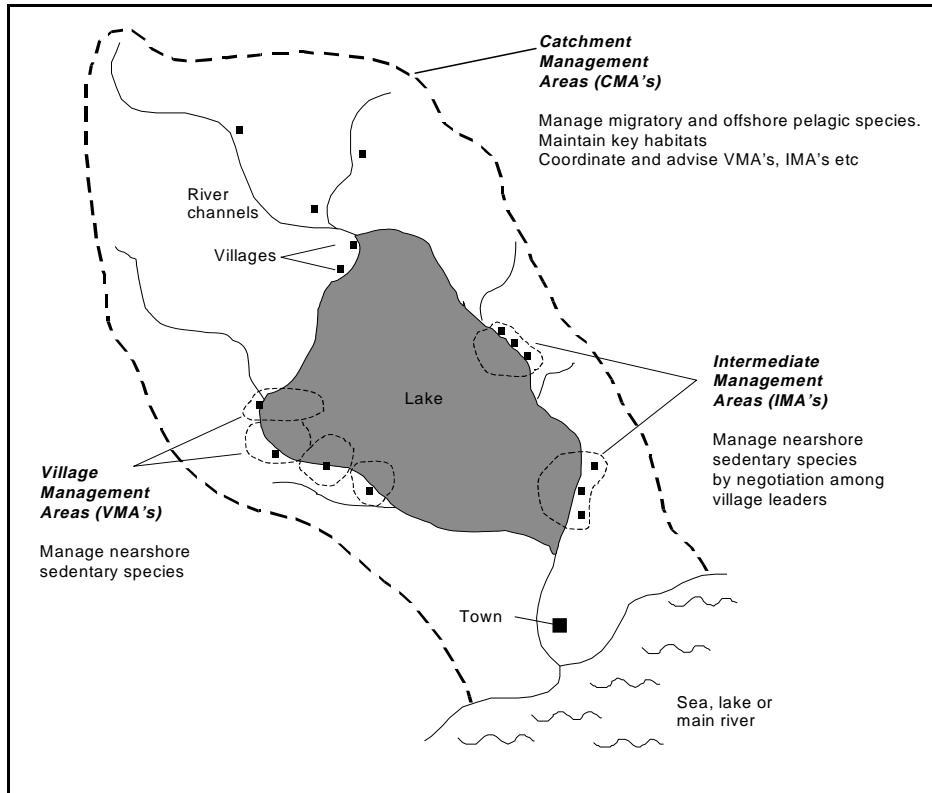 Catchment
Management
Areas (CMA's)
Manage migratory and offshore pelagic species.
Maintain key habitats
Coordinate and advise VMA's, IMA's etc
River
channels
Villages
Lake
Intermediate
Management
Areas (IMA's)
Manage nearshore
sedentary species
by negotiation among
village leaders
Village
Management
Areas (VMA's)
Manage nearshore
sedentary species
Town
Sea, lake or
main river